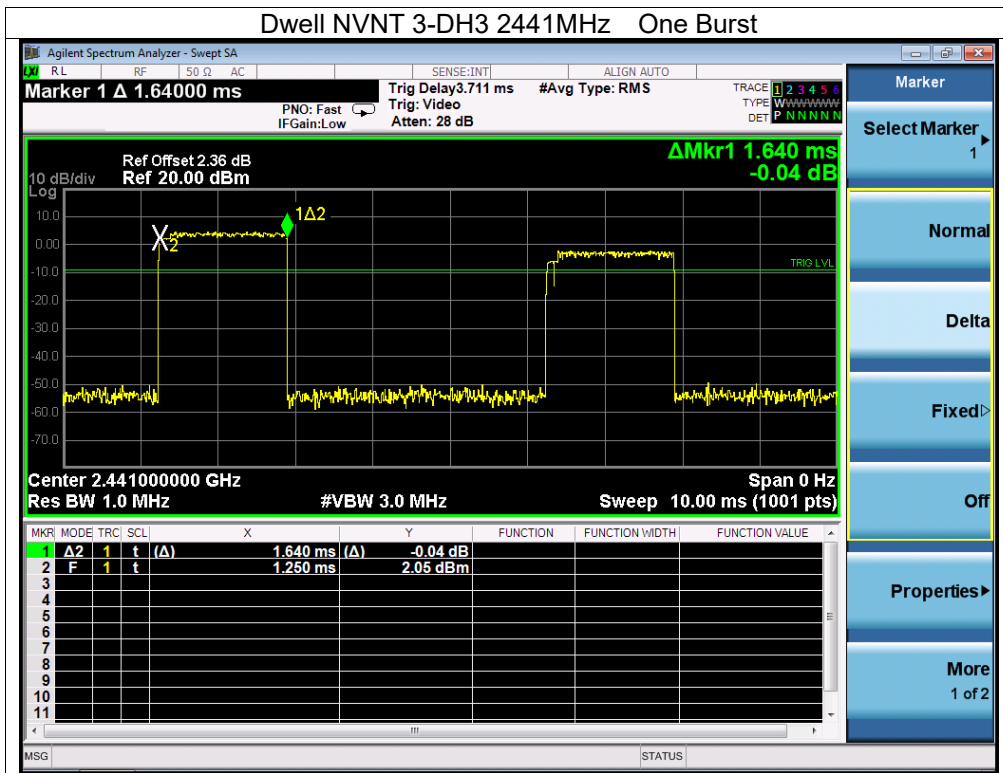 Dwell NVNT 3-DH3 2441MHz One Burst
Agilent Spectrum Analyzer - Swept SA
LXI RL RF 50 Ω AC SENSE:INT ALIGN AUTO
Marker 1 Δ 1.64000 ms
PNO: Fast
IFGain:Low
Trig Delay3.711 ms
Trig: Video
Atten: 28 dB
#Avg Type: RMS
TRACE 1 2 3 4 5 6
TYPE WWWWWW
DET P N N N N N
ΔMkr1 1.640 ms
-0.04 dB
Ref Offset 2.36 dB
10 dB/div Ref 20.00 dBm
Log
10.0
0.00
-10.0
-20.0
-30.0
-40.0
-50.0
-60.0
-70.0
X2
1Δ2
TRIG LVL
Center 2.441000000 GHz Span 0 Hz
Res BW 1.0 MHz #VBW 3.0 MHz Sweep 10.00 ms (1001 pts)
MKR MODE TRC SCL X Y FUNCTION FUNCTION WIDTH FUNCTION VALUE
1 Δ2 1 t (Δ) 1.640 ms (Δ) -0.04 dB
2 F 1 t 1.250 ms 2.05 dBm
3
4
5
6
7
8
9
10
11
MSG STATUS
Marker
Select Marker
1
Normal
Delta
Fixed
Off
Properties
More
1 of 2